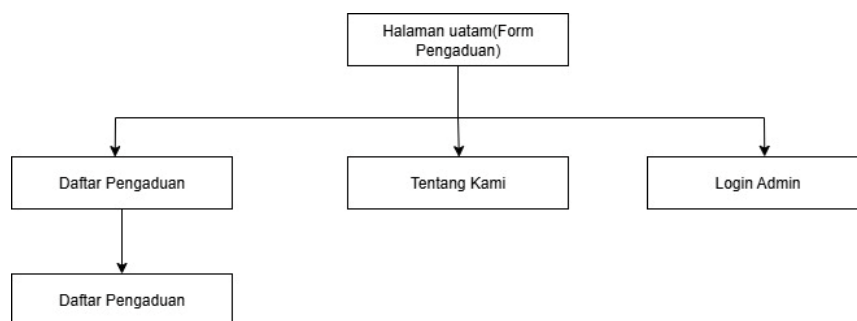 Halaman uatam(Form
Pengaduan)
Daftar Pengaduan
Tentang Kami
Login Admin
Daftar Pengaduan